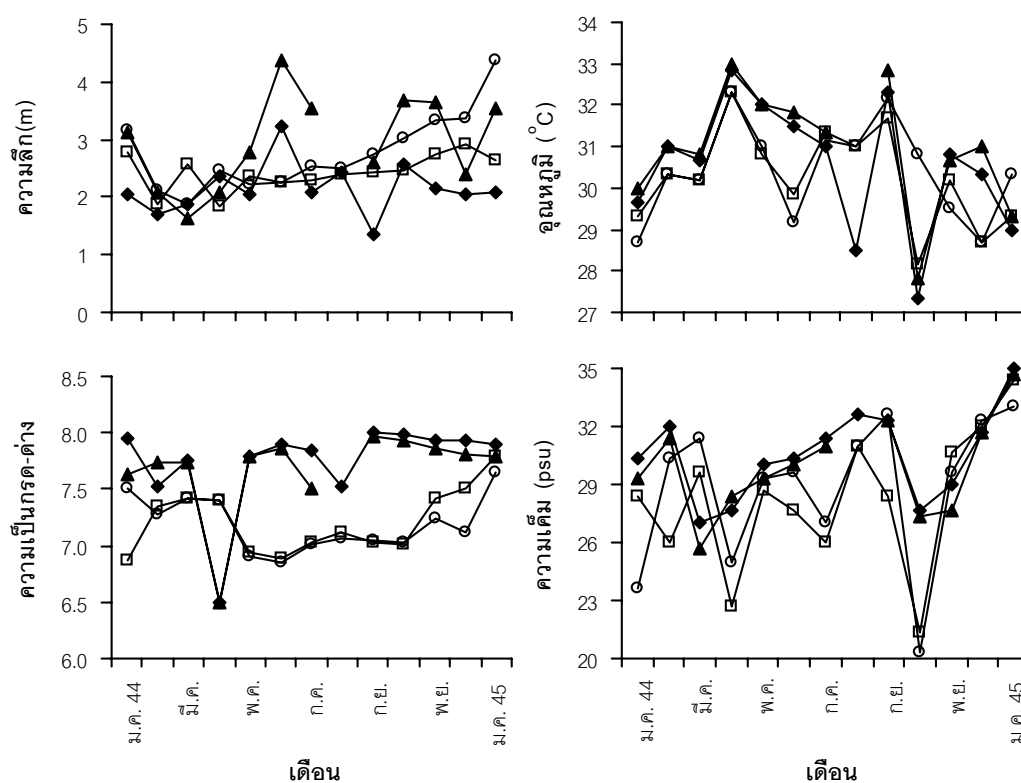 ความลึก(m)
5
4
3
2
1
0
อุณหภูมิ (°C)
34
33
32
31
30
29
28
27
ความเป็นกรด-ด่าง
8.5
8.0
7.5
7.0
6.5
6.0
ม.ค. 44
มี.ค.
พ.ค.
ก.ค.
ก.ย.
พ.ย.
ม.ค. 45
เดือน
ความเค็ม (psu)
35
32
29
26
23
20
ม.ค. 44
มี.ค.
พ.ค.
ก.ค.
ก.ย.
พ.ย.
ม.ค. 45
เดือน